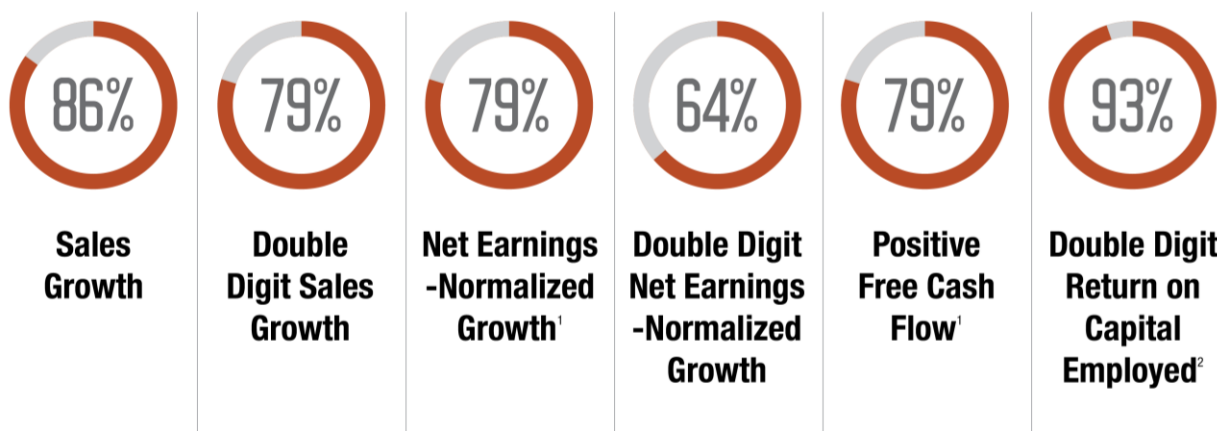 86%
Sales
Growth
79%
Double
Digit Sales
Growth
79%
Net Earnings
-Normalized
Growth¹
64%
Double Digit
Net Earnings
-Normalized
Growth
79%
Positive
Free Cash
Flow¹
93%
Double Digit
Return on
Capital
Employed²